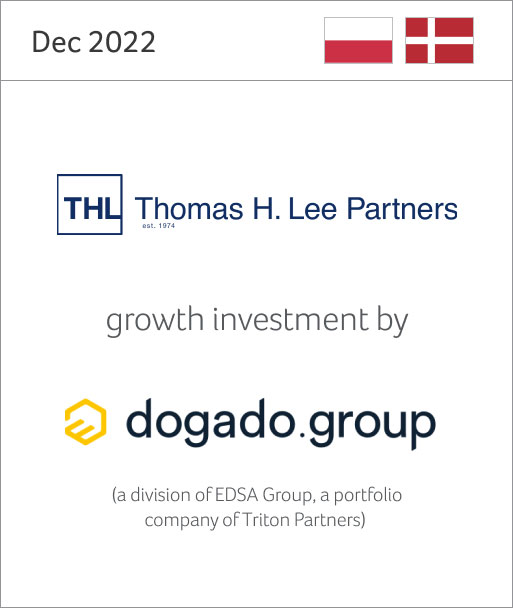 Dec 2022
THL Thomas H. Lee Partners
est. 1974
growth investment by
dogado.group
(a division of EDSA Group, a portfolio
company of Triton Partners)